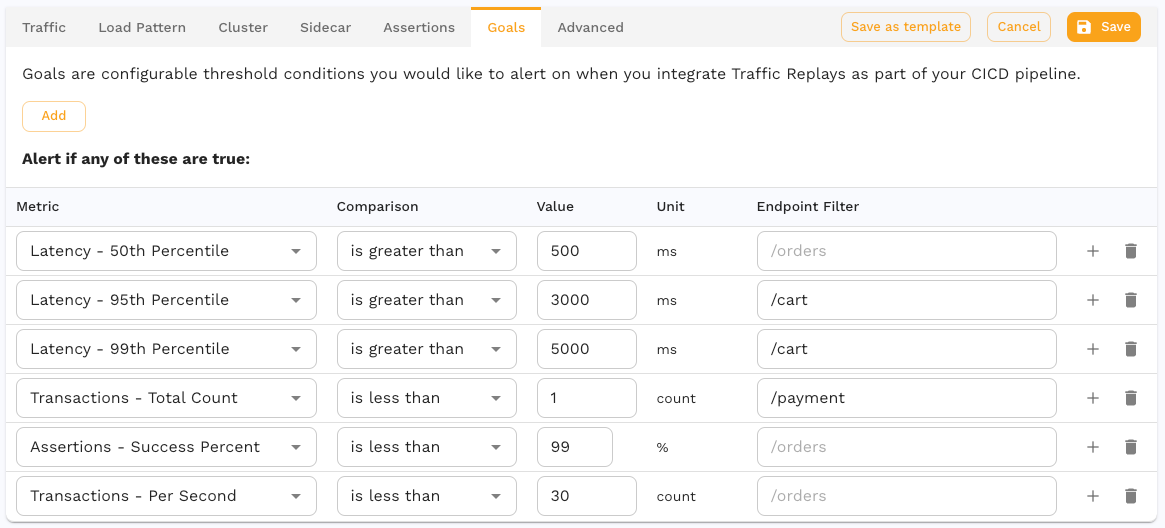 Traffic Load Pattern Cluster Sidecar Assertions Goals Advanced Save as template Cancel Save
Goals are configurable threshold conditions you would like to alert on when you integrate Traffic Replays as part of your CICD pipeline.
Add
Alert if any of these are true:
Metric Comparison Value Unit Endpoint Filter
Latency - 50th Percentile is greater than 500 ms /orders
Latency - 95th Percentile is greater than 3000 ms /cart
Latency - 99th Percentile is greater than 5000 ms /cart
Transactions - Total Count is less than 1 count /payment
Assertions - Success Percent is less than 99 % /orders
Transactions - Per Second is less than 30 count /orders